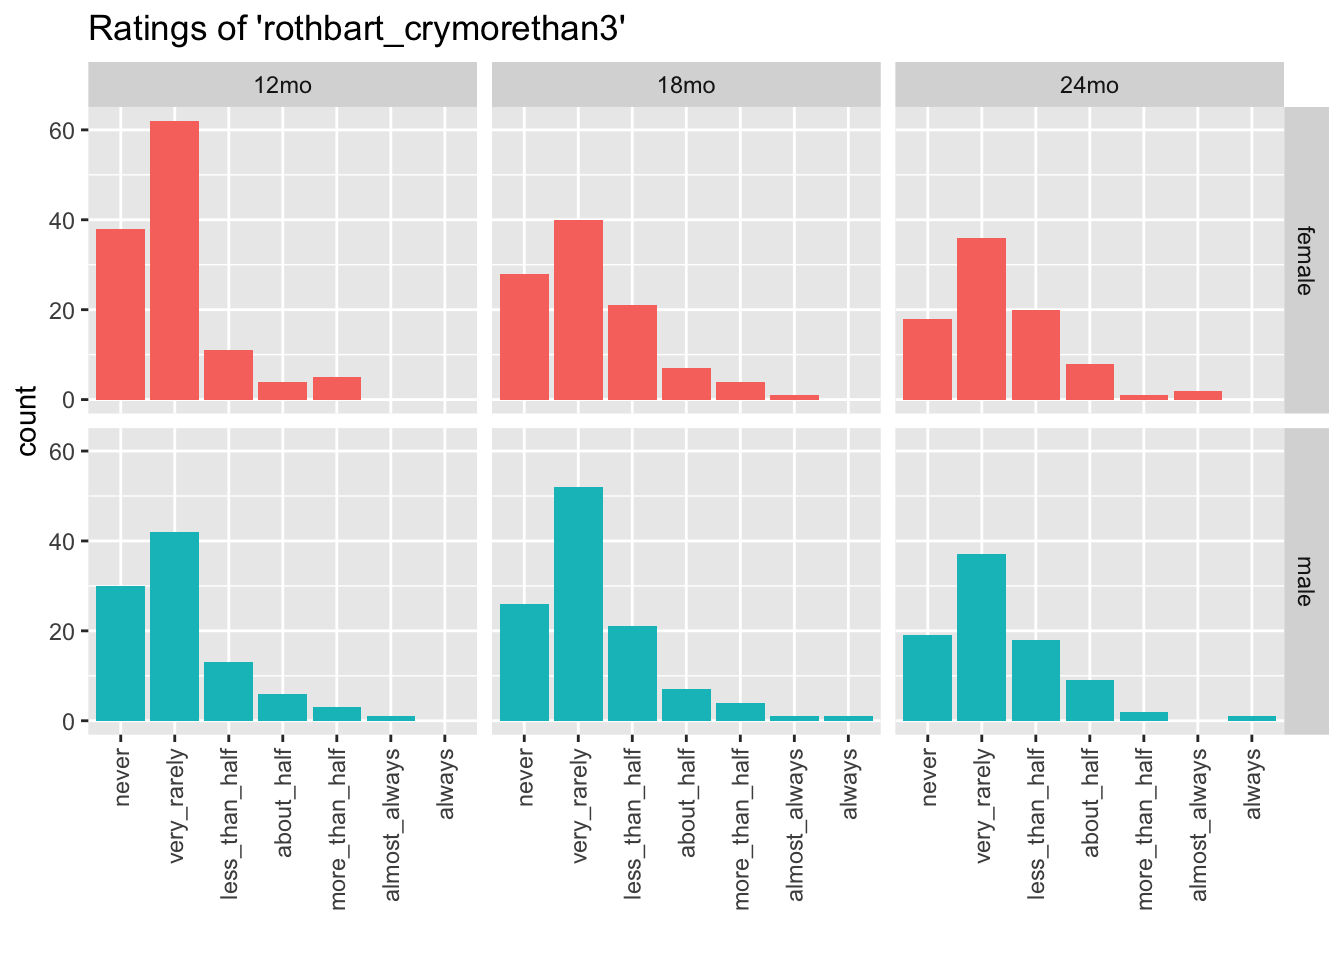 Ratings of 'rothbart_crymorethan3'
12mo 18mo 24mo
60
40
20
0
female
count
60
40
20
0
male
never very_rarely less_than_half about_half more_than_half almost_always always never very_rarely less_than_half about_half more_than_half almost_always always never very_rarely less_than_half about_half more_than_half almost_always always